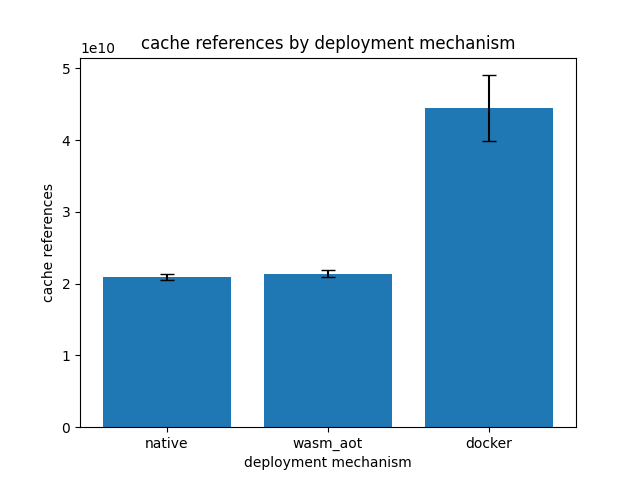 cache references by deployment mechanism
1e10
5
4
3
2
1
0
cache references
native wasm_aot docker
deployment mechanism